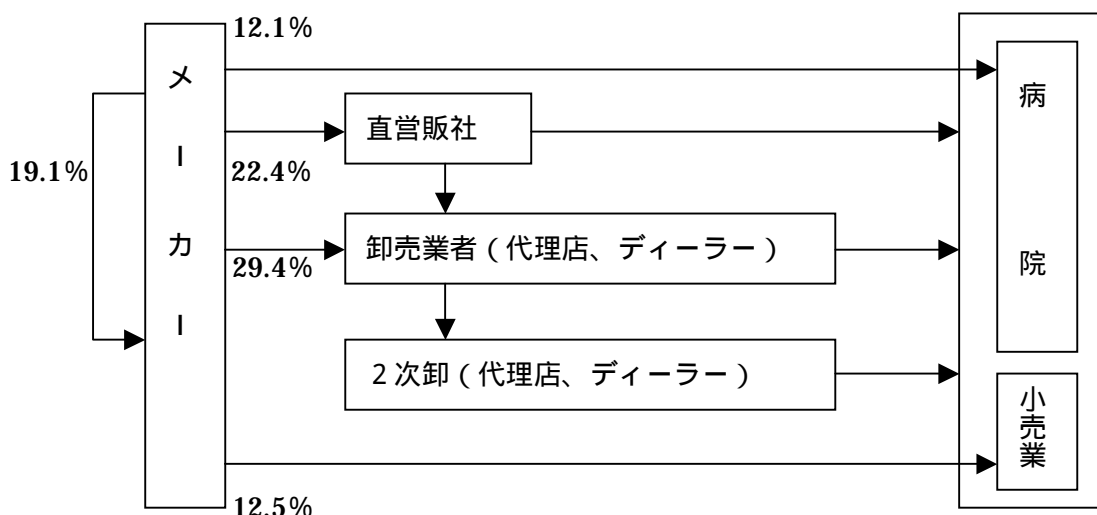 12.1%
メーカー
病院
直営販社
19.1%
22.4%
卸売業者(代理店、ディーラー)
29.4%
2次卸(代理店、ディーラー)
小売業
12.5%